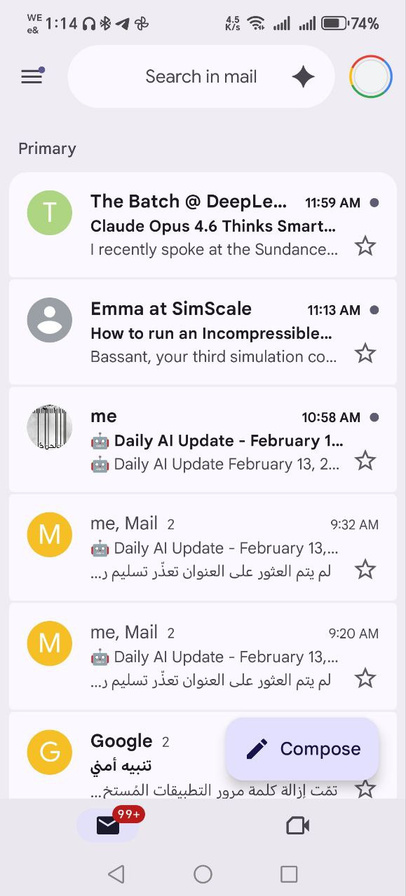 WE
e& 1:14 4.5
K/s 74%
Search in mail
Primary
T The Batch @ DeepLe... 11:59 AM
Claude Opus 4.6 Thinks Smart...
I recently spoke at the Sundance...
Emma at SimScale 11:13 AM
How to run an Incompressible...
Bassant, your third simulation co...
me 10:58 AM
🤖 Daily AI Update - February 1...
🤖 Daily AI Update February 13, 2...
M me, Mail 2 9:32 AM
🤖 Daily AI Update - February 13,...
لم يتم العثور على العنوان تعذّر تسليم ر...
M me, Mail 2 9:20 AM
🤖 Daily AI Update - February 13,...
لم يتم العثور على العنوان تعذّر تسليم ر...
G Google 2
تنبيه أمني
تمّت إزالة كلمة مرور التطبيقات المُستخ...
Compose
99+